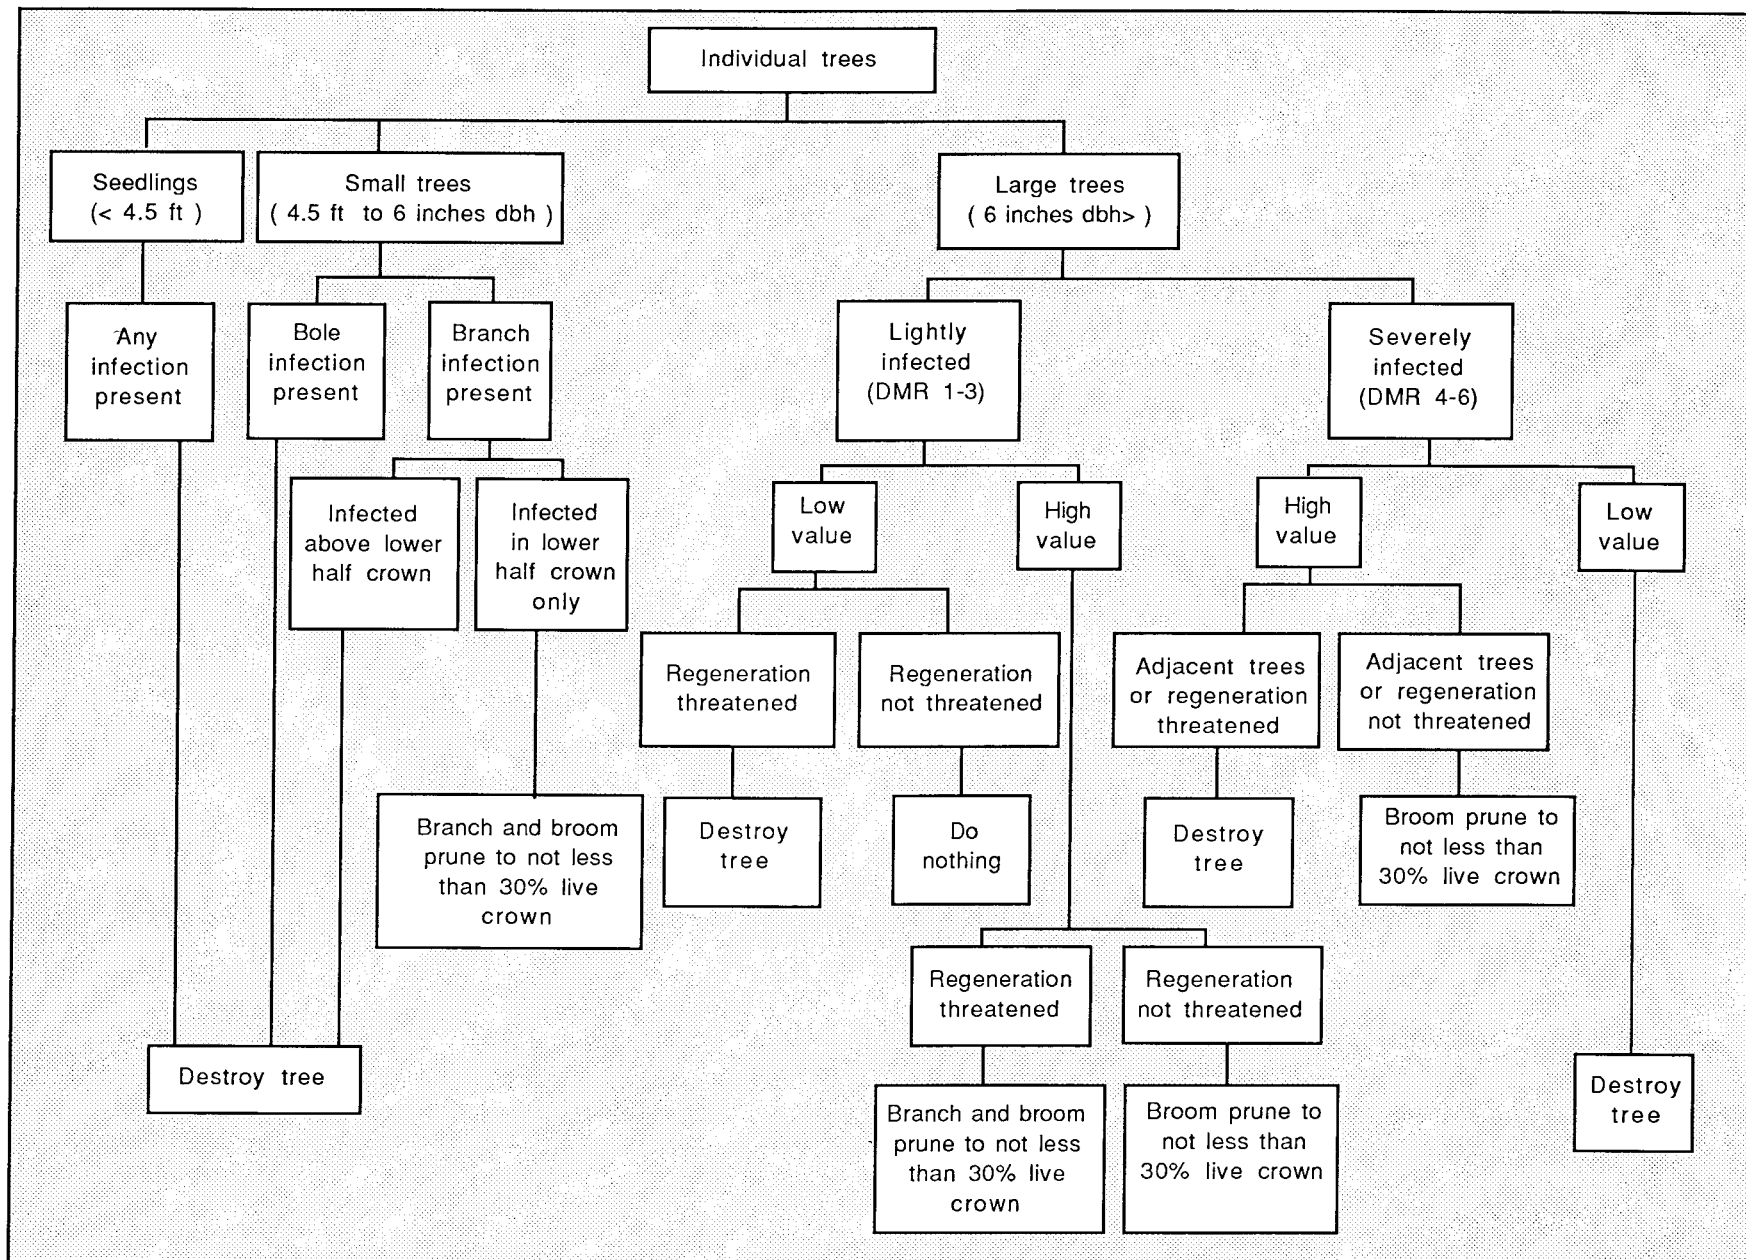 Individual trees
Seedlings
(< 4.5 ft )
Small trees
( 4.5 ft to 6 inches dbh )
Large trees
( 6 inches dbh> )
Any
infection
present
Bole
infection
present
Branch
infection
present
Lightly
infected
(DMR 1-3)
Severely
infected
(DMR 4-6)
Infected
above lower
half crown
Infected
in lower
half crown
only
Low
value
High
value
High
value
Low
value
Regeneration
threatened
Regeneration
not threatened
Adjacent trees
or regeneration
threatened
Adjacent trees
or regeneration
not threatened
Branch and broom
prune to not less
than 30% live
crown
Destroy
tree
Do
nothing
Destroy
tree
Broom prune to
not less than
30% live crown
Regeneration
threatened
Regeneration
not threatened
Destroy tree
Branch and broom
prune to not less
than 30% live
crown
Broom prune to
not less than
30% live crown
Destroy
tree